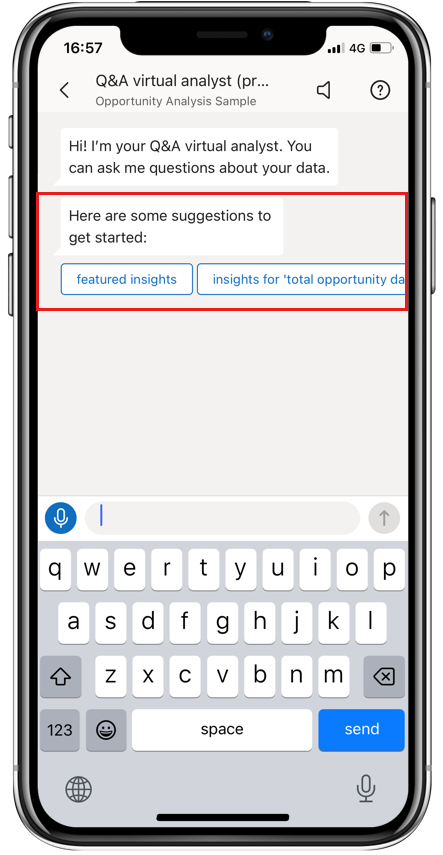 16:57
4G
Q&A virtual analyst (pr...
Opportunity Analysis Sample
Hi! I'm your Q&A virtual analyst. You
can ask me questions about your data.
Here are some suggestions to
get started:
featured insights
insights for 'total opportunity da
q w e r t y u i o p
a s d f g h j k l
z x c v b n m
123 space send